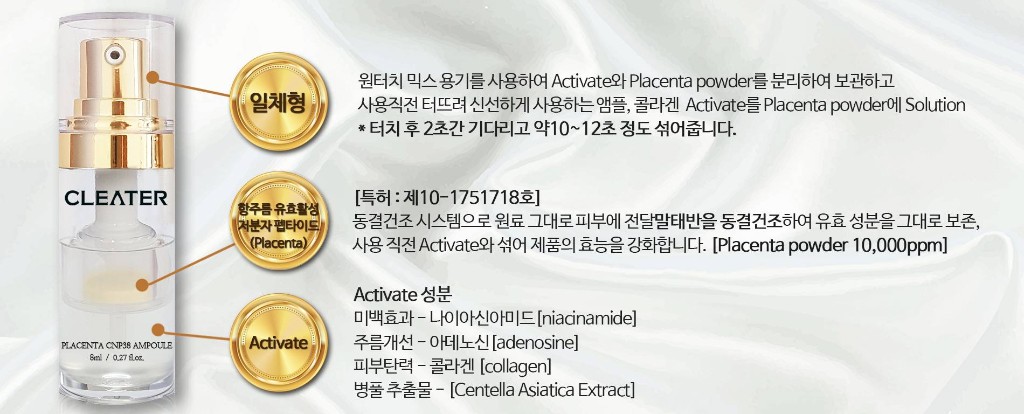 CLEATER
PLACENTA CNP38 AMPOULE
8ml / 0.27 fl.oz.
일체형
원터치 믹스 용기를 사용하여 Activate와 Placenta powder를 분리하여 보관하고
사용직전 터뜨려 신선하게 사용하는 앰플, 콜라겐 Activate를 Placenta powder에 Solution
* 터치 후 2초간 기다리고 약10~12초 정도 섞어줍니다.
항주름 유효활성
저분자 펩타이드
(Placenta)
[특허 : 제10-1751718호]
동결건조 시스템으로 원료 그대로 피부에 전달말태반을 동결건조하여 유효 성분을 그대로 보존,
사용 직전 Activate와 섞어 제품의 효능을 강화합니다. [Placenta powder 10,000ppm]
Activate
Activate 성분
미백효과 - 나이아신아미드 [niacinamide]
주름개선 - 아데노신 [adenosine]
피부탄력 - 콜라겐 [collagen]
병풀 추출물 - [Centella Asiatica Extract]